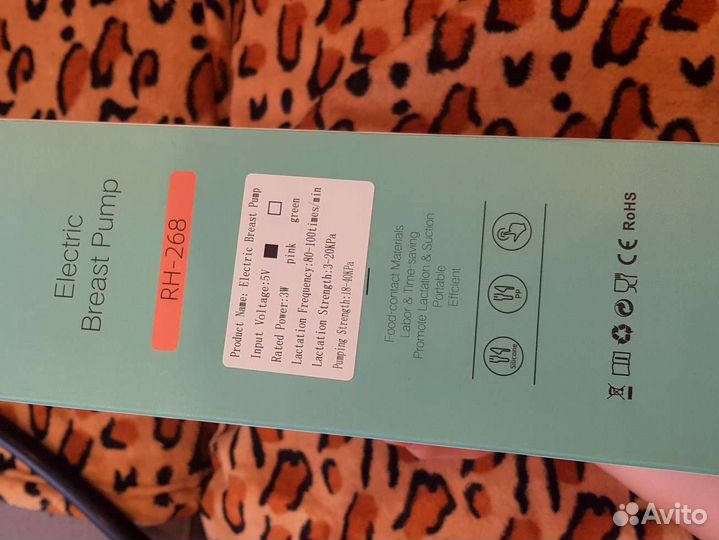 Electric
Breast Pump
RH-268
Product Name: Electric Breast Pump
Input Voltage:5V
Rated Power:3W
pink green
Lactation Frequency:80-100times/min
Lactation Strength:3-20KPa
Pumping Strength:18-40KPa
Food-contact Materials
Labor & Time-saving
Promote Lactation & Suction
Portable
Effcient
Silicone
PP
CE RoHS
Avito